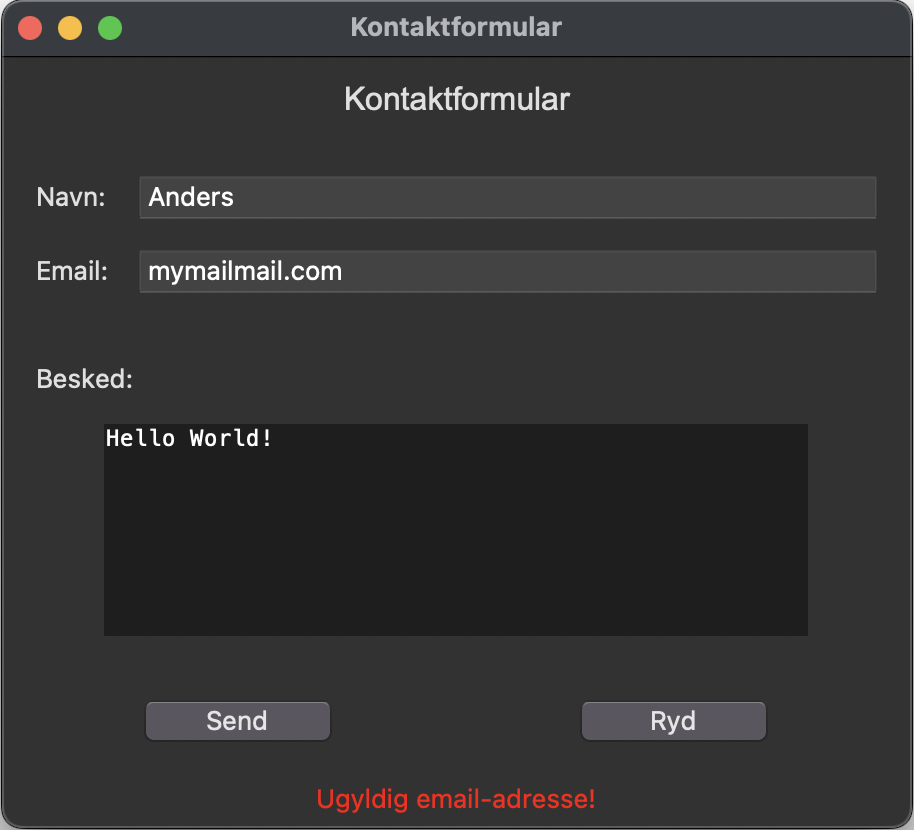 Kontaktformular
Kontaktformular
Navn: Anders
Email: mymailmail.com
Besked:
Hello World!
Send Ryd
Ugyldig email-adresse!